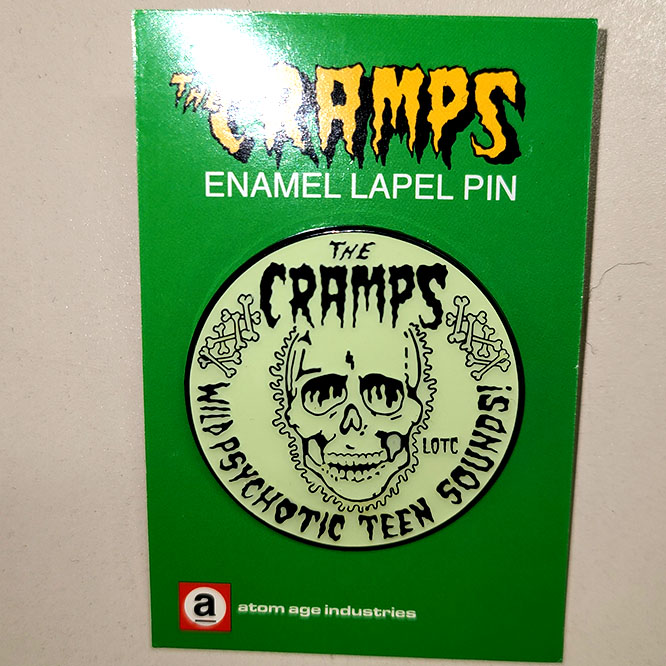 THE CRAMPS
ENAMEL LAPEL PIN
THE
CRAMPS
LOTC
WILD PSYCHOTIC TEEN SOUNDS!
a
atom age industries